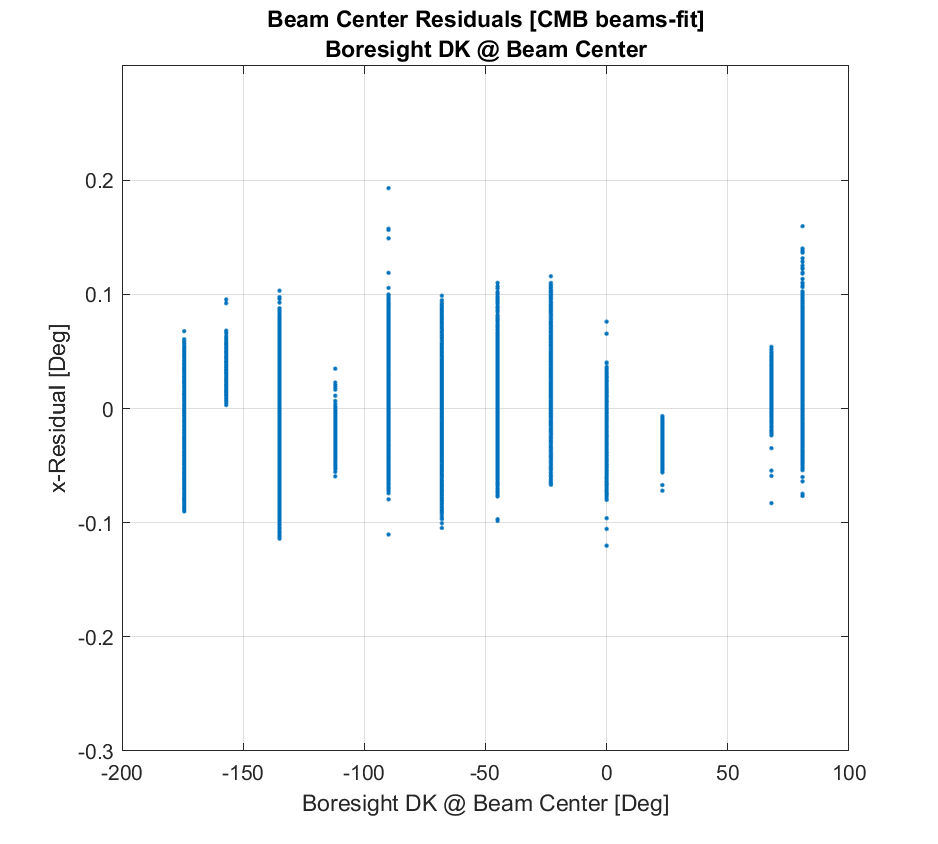 Beam Center Residuals [CMB beams-fit]
Boresight DK @ Beam Center
0.2
0.1
0
-0.1
-0.2
-0.3
x-Residual [Deg]
-200 -150 -100 -50 0 50 100
Boresight DK @ Beam Center [Deg]